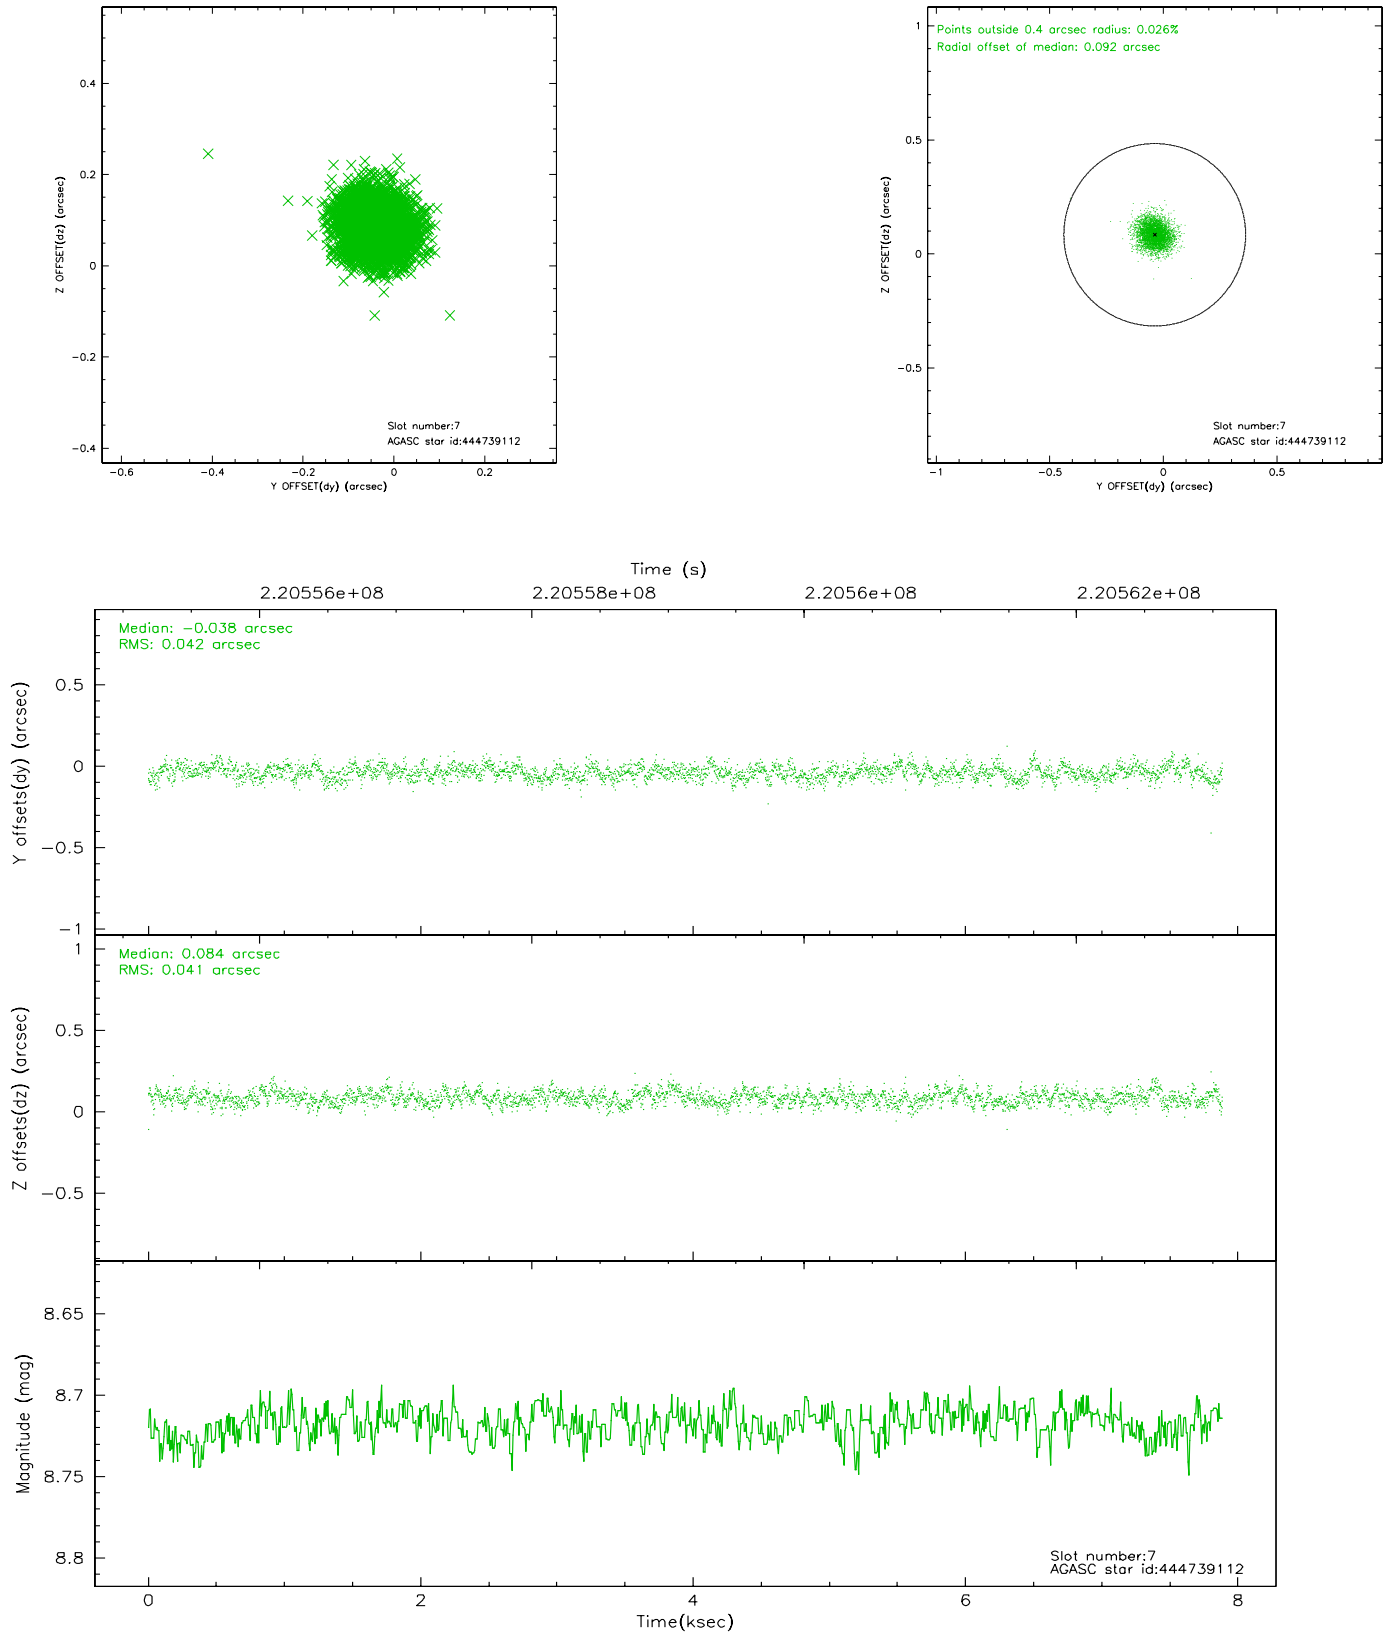 0.4
0.2
0
−0.2
−0.4
Z OFFSET(dz) (arcsec)
Slot number:7
AGASC star id:444739112
−0.6 −0.4 −0.2 0 0.2
Y OFFSET(dy) (arcsec)
Points outside 0.4 arcsec radius: 0.026%
Radial offset of median: 0.092 arcsec
1
0.5
0
−0.5
Z OFFSET(dz) (arcsec)
Slot number:7
AGASC star id:444739112
−1 −0.5 0 0.5
Y OFFSET(dy) (arcsec)
Time (s)
2.20556e+08 2.20558e+08 2.2056e+08 2.20562e+08
Median: −0.038 arcsec
RMS: 0.042 arcsec
0.5
0
−0.5
−1
Y offsets(dy) (arcsec)
Median: 0.084 arcsec
RMS: 0.041 arcsec
1
0.5
0
−0.5
Z offsets(dz) (arcsec)
8.65
8.7
8.75
8.8
Magnitude (mag)
Slot number:7
AGASC star id:444739112
0 2 4 6 8
Time(ksec)